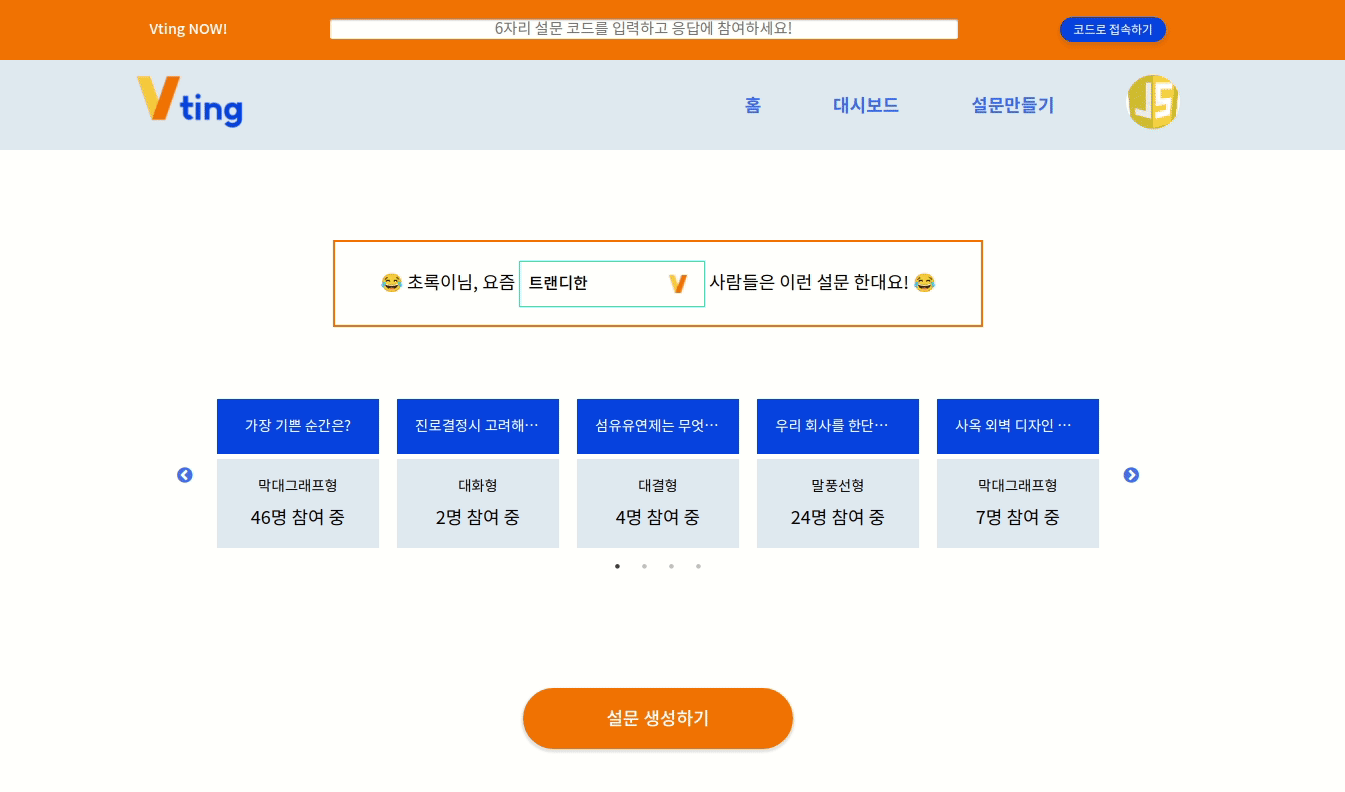 Vting NOW!
6자리 설문 코드를 입력하고 응답에 참여하세요!
코드로 접속하기
Vting
홈
대시보드
설문만들기
JS
😂 초록이님, 요즘 트랜디한 V 사람들은 이런 설문 한대요! 😂
가장 기쁜 순간은?
진로결정시 고려해…
섬유유연제는 무엇…
우리 회사를 한단…
사옥 외벽 디자인 …
막대그래프형
대화형
대결형
말풍선형
막대그래프형
46명 참여 중
2명 참여 중
4명 참여 중
24명 참여 중
7명 참여 중
설문 생성하기